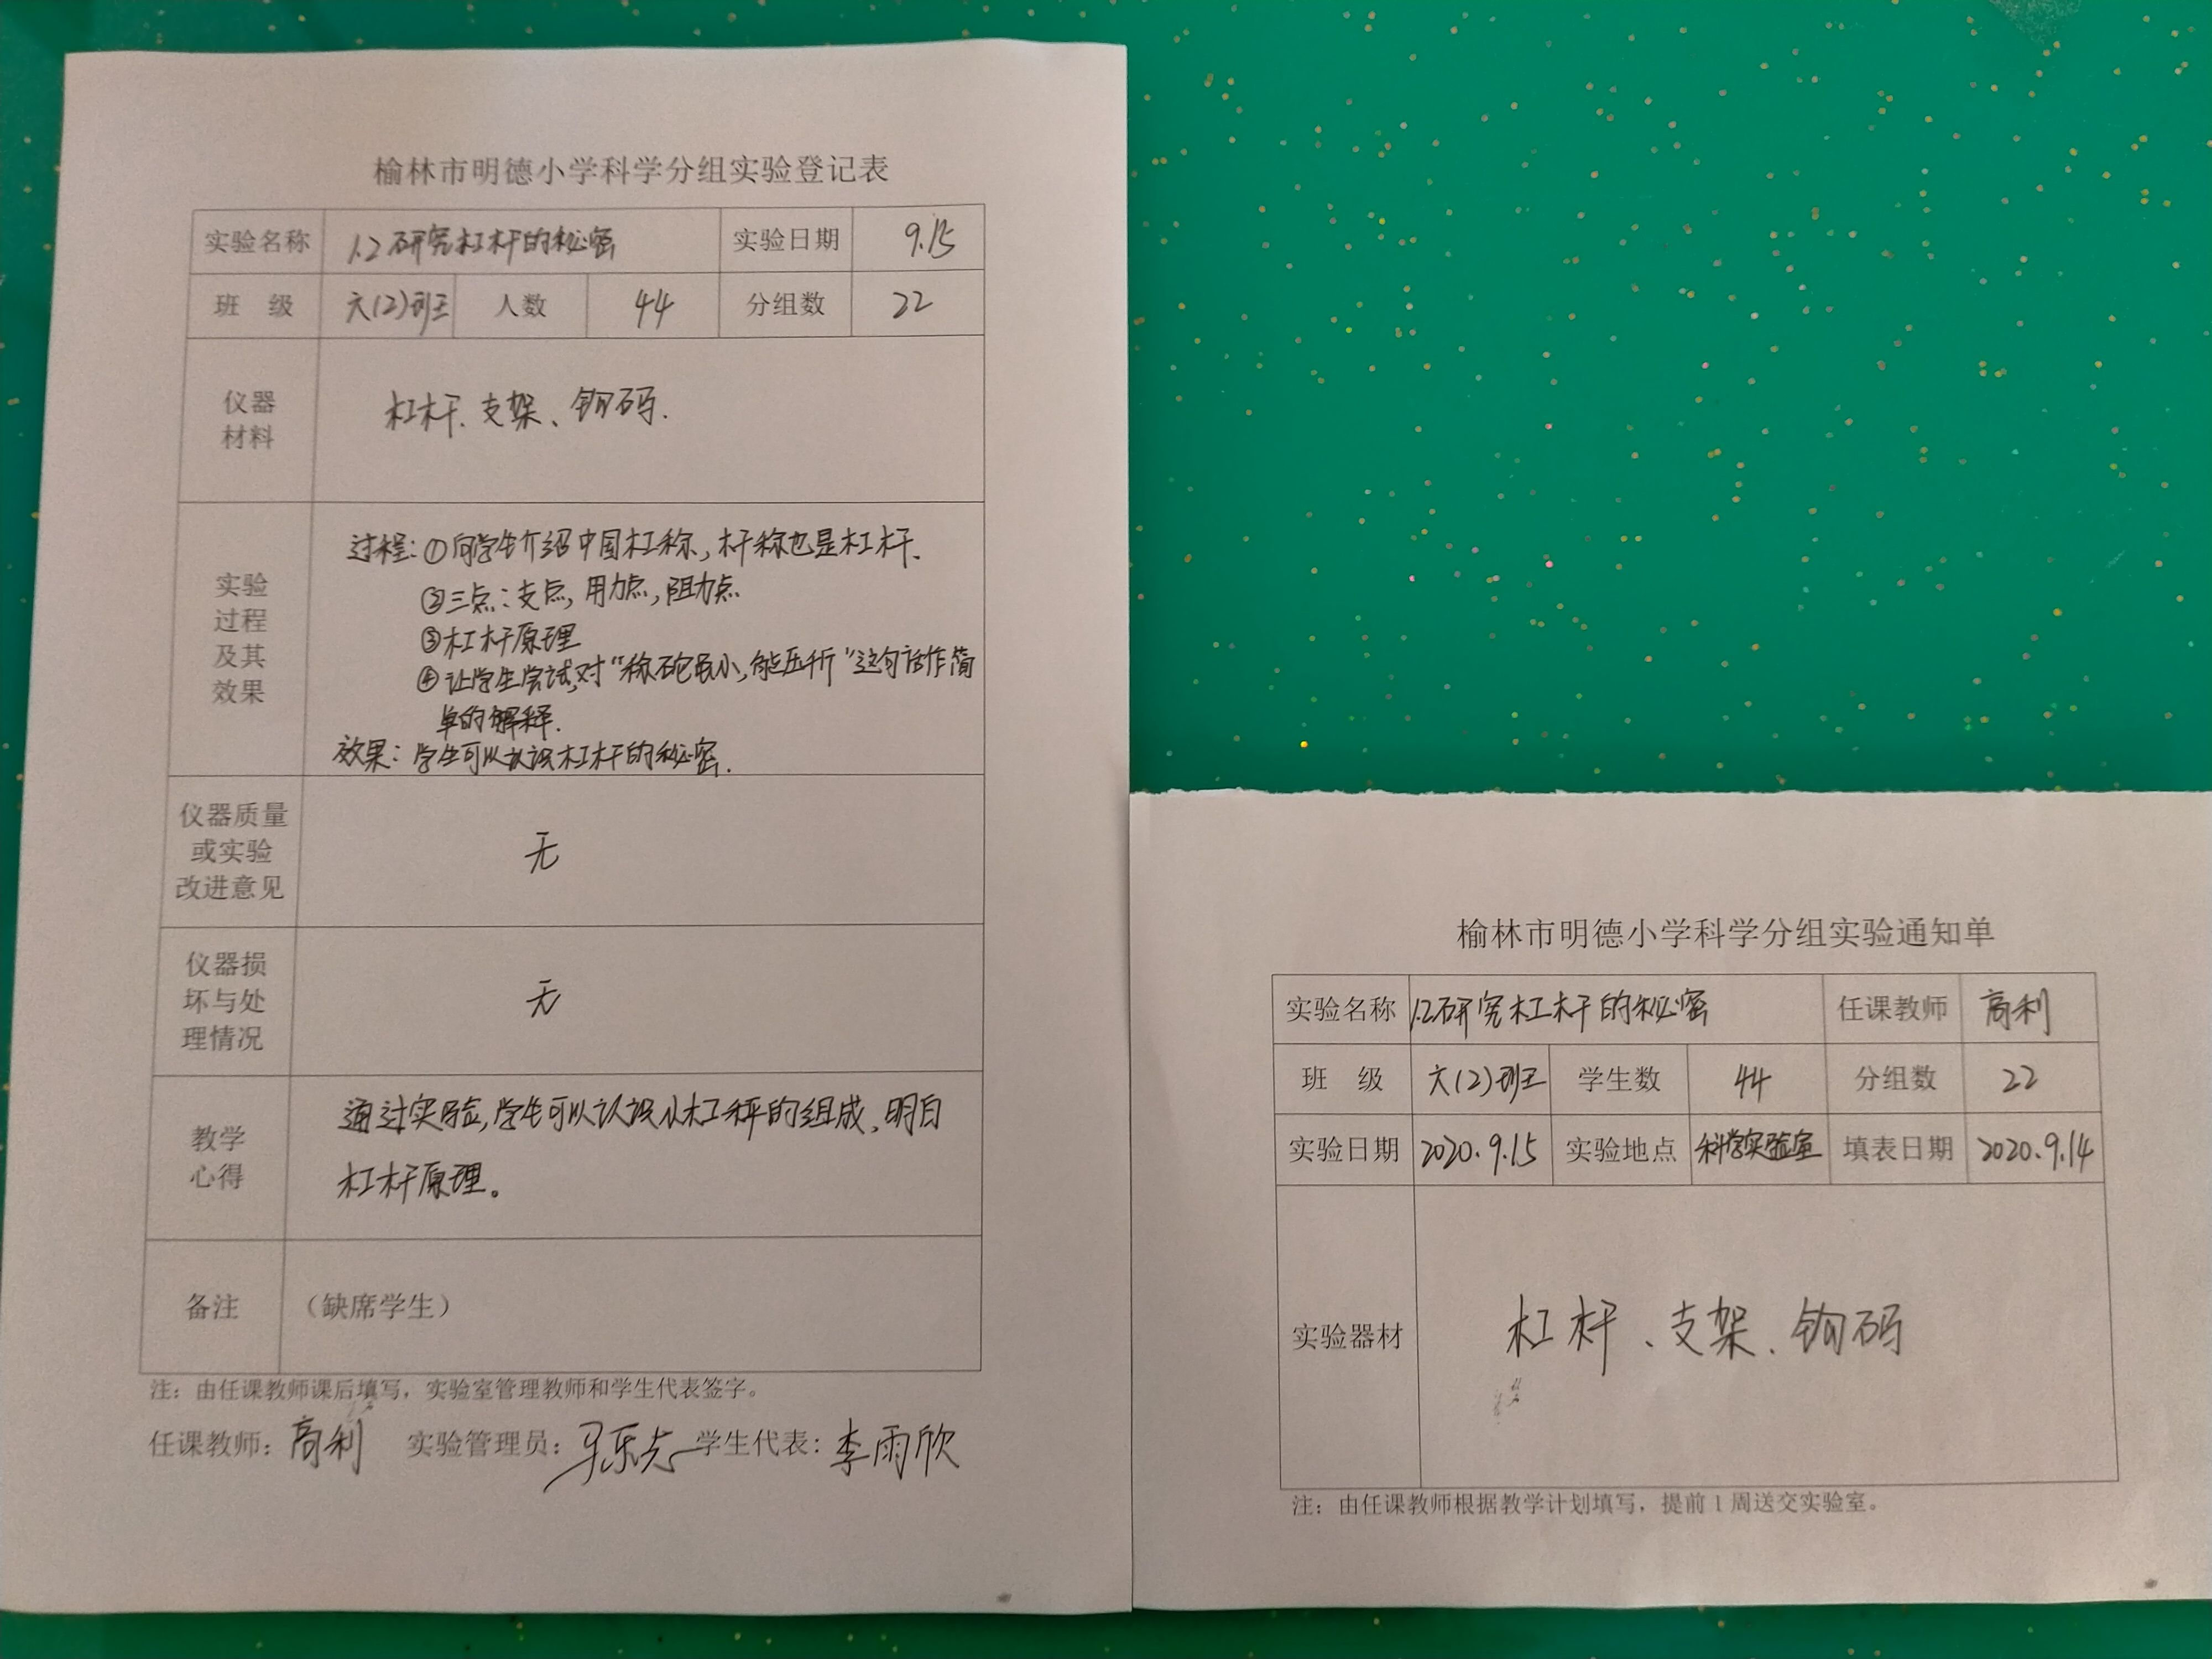 榆林市明德小学科学分组实验登记表
实验名称 1.2研究杠杆的秘密 实验日期 9.15
班 级 六(2)班 人数 44 分组数 22
仪器
材料
杠杆、支架、钩码.
实验
过程
及其
效果
过程:①向学生介绍中国杠称,杆称也是杠杆.
②三点:支点,用力点,阻力点
③杠杆原理
④让学生尝试对“称砣虽小,能压千斤”这句话作简
单的解释.
效果:学生可以认识杠杆的秘密.
仪器质量
或实验
改进意见
无
仪器损
坏与处
理情况
无
教学
心得
通过实验,学生可以认识从杠秤的组成,明白
杠杆原理。
备注 (缺席学生)
注:由任课教师课后填写,实验室管理教师和学生代表签字。
任课教师:高利 实验管理员: 学生代表:李雨欣
榆林市明德小学科学分组实验通知单
实验名称 1.2研究杠杆的秘密 任课教师 高利
班 级 六(2)班 学生数 44 分组数 22
实验日期 2020.9.15 实验地点 科学实验室 填表日期 2020.9.14
实验器材 杠杆、支架、钩码
注:由任课教师根据教学计划填写,提前1周送交实验室。